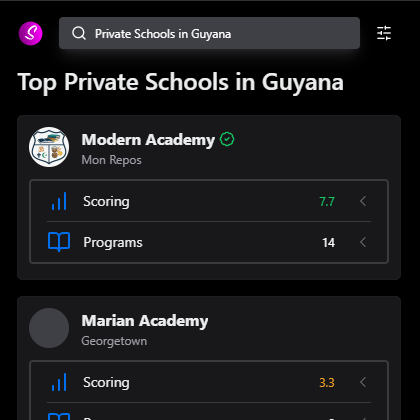 S
Private Schools in Guyana
Top Private Schools in Guyana
Modern Academy
Mon Repos
Scoring 7.7
Programs 14
Marian Academy
Georgetown
Scoring 3.3